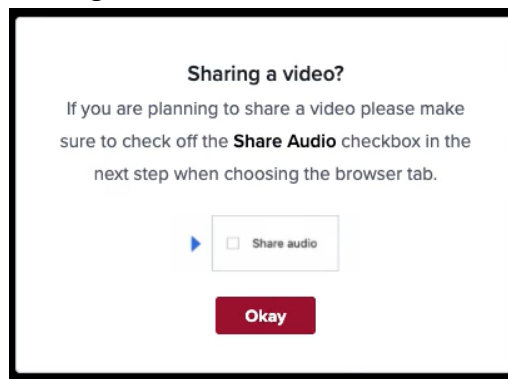 Sharing a video?
If you are planning to share a video please make
sure to check off the Share Audio checkbox in the
next step when choosing the browser tab.
Share audio
Okay